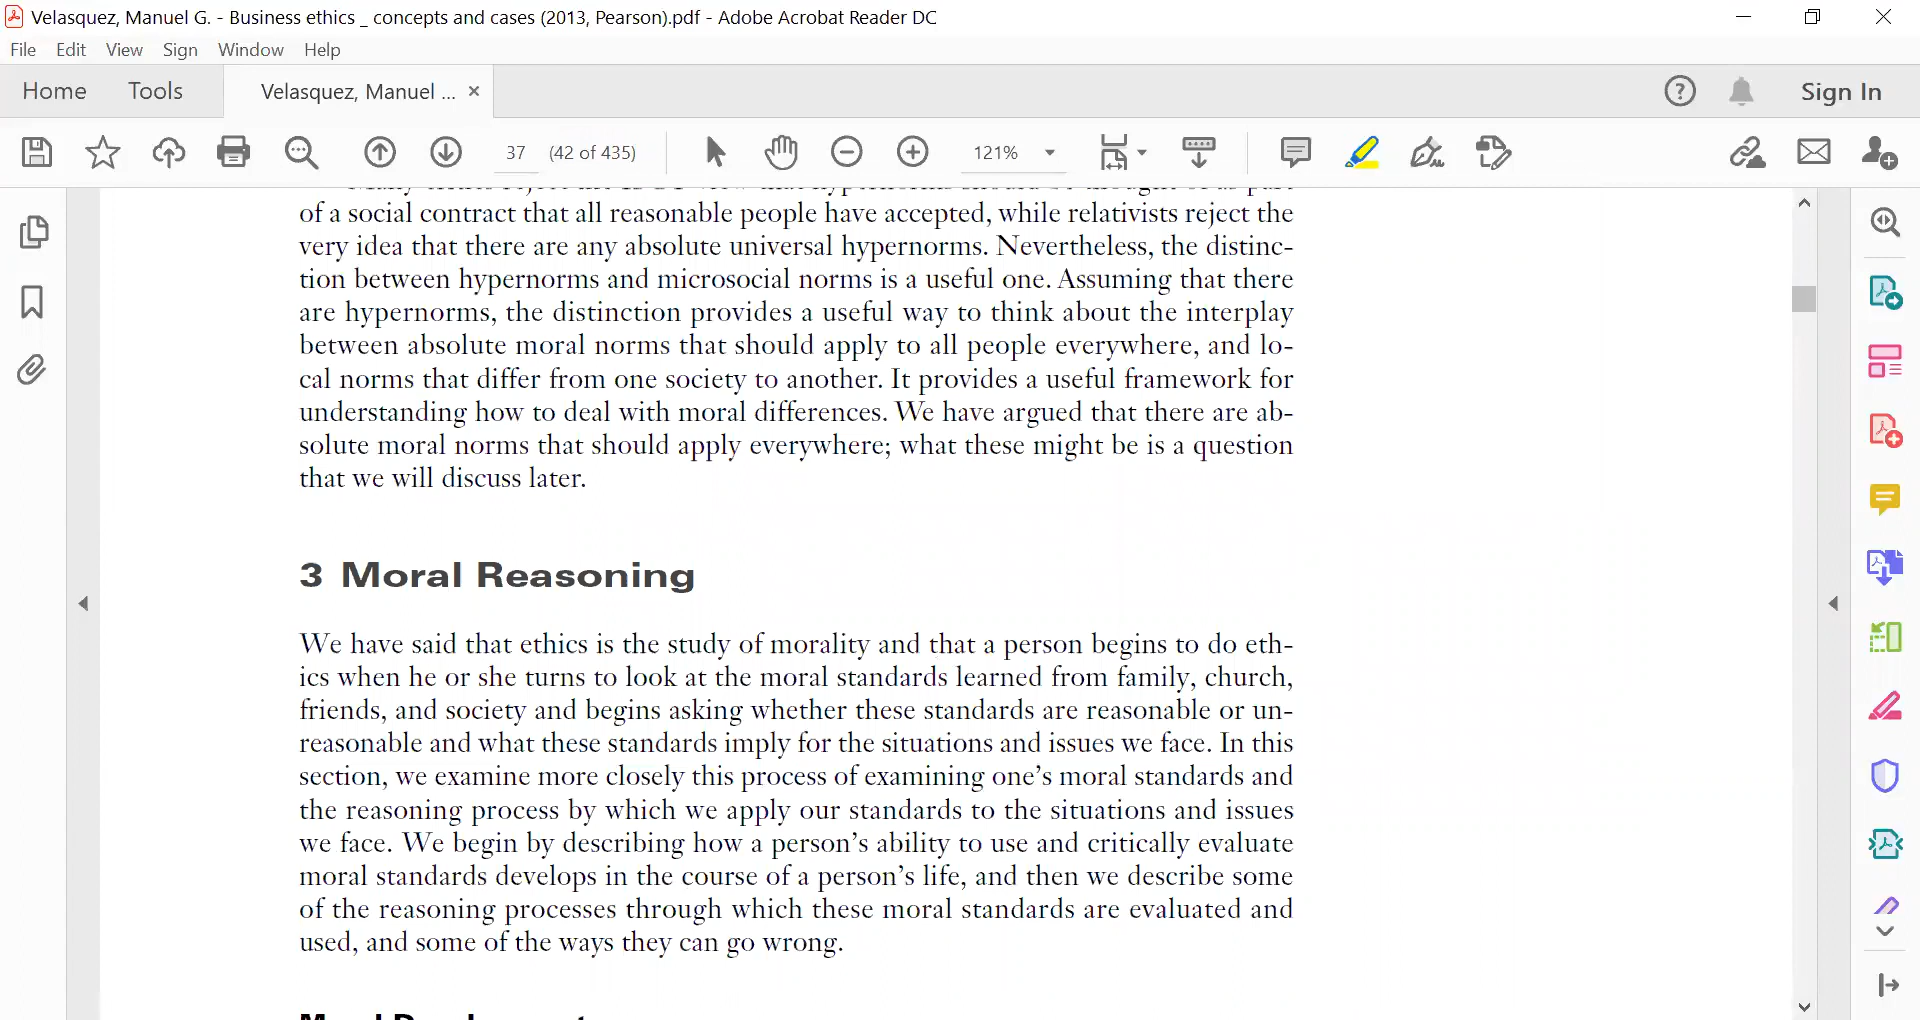 Velasquez, Manuel G. - Business ethics _ concepts and cases (2013, Pearson).pdf - Adobe Acrobat Reader DC
File Edit View Sign Window Help
Home Tools Velasquez, Manuel ... Sign In
37 (42 of 435) 121%
of a social contract that all reasonable people have accepted, while relativists reject the
very idea that there are any absolute universal hypernorms. Nevertheless, the distinc-
tion between hypernorms and microsocial norms is a useful one. Assuming that there
are hypernorms, the distinction provides a useful way to think about the interplay
between absolute moral norms that should apply to all people everywhere, and lo-
cal norms that differ from one society to another. It provides a useful framework for
understanding how to deal with moral differences. We have argued that there are ab-
solute moral norms that should apply everywhere; what these might be is a question
that we will discuss later.
3 Moral Reasoning
We have said that ethics is the study of morality and that a person begins to do eth-
ics when he or she turns to look at the moral standards learned from family, church,
friends, and society and begins asking whether these standards are reasonable or un-
reasonable and what these standards imply for the situations and issues we face. In this
section, we examine more closely this process of examining one's moral standards and
the reasoning process by which we apply our standards to the situations and issues
we face. We begin by describing how a person's ability to use and critically evaluate
moral standards develops in the course of a person's life, and then we describe some
of the reasoning processes through which these moral standards are evaluated and
used, and some of the ways they can go wrong.